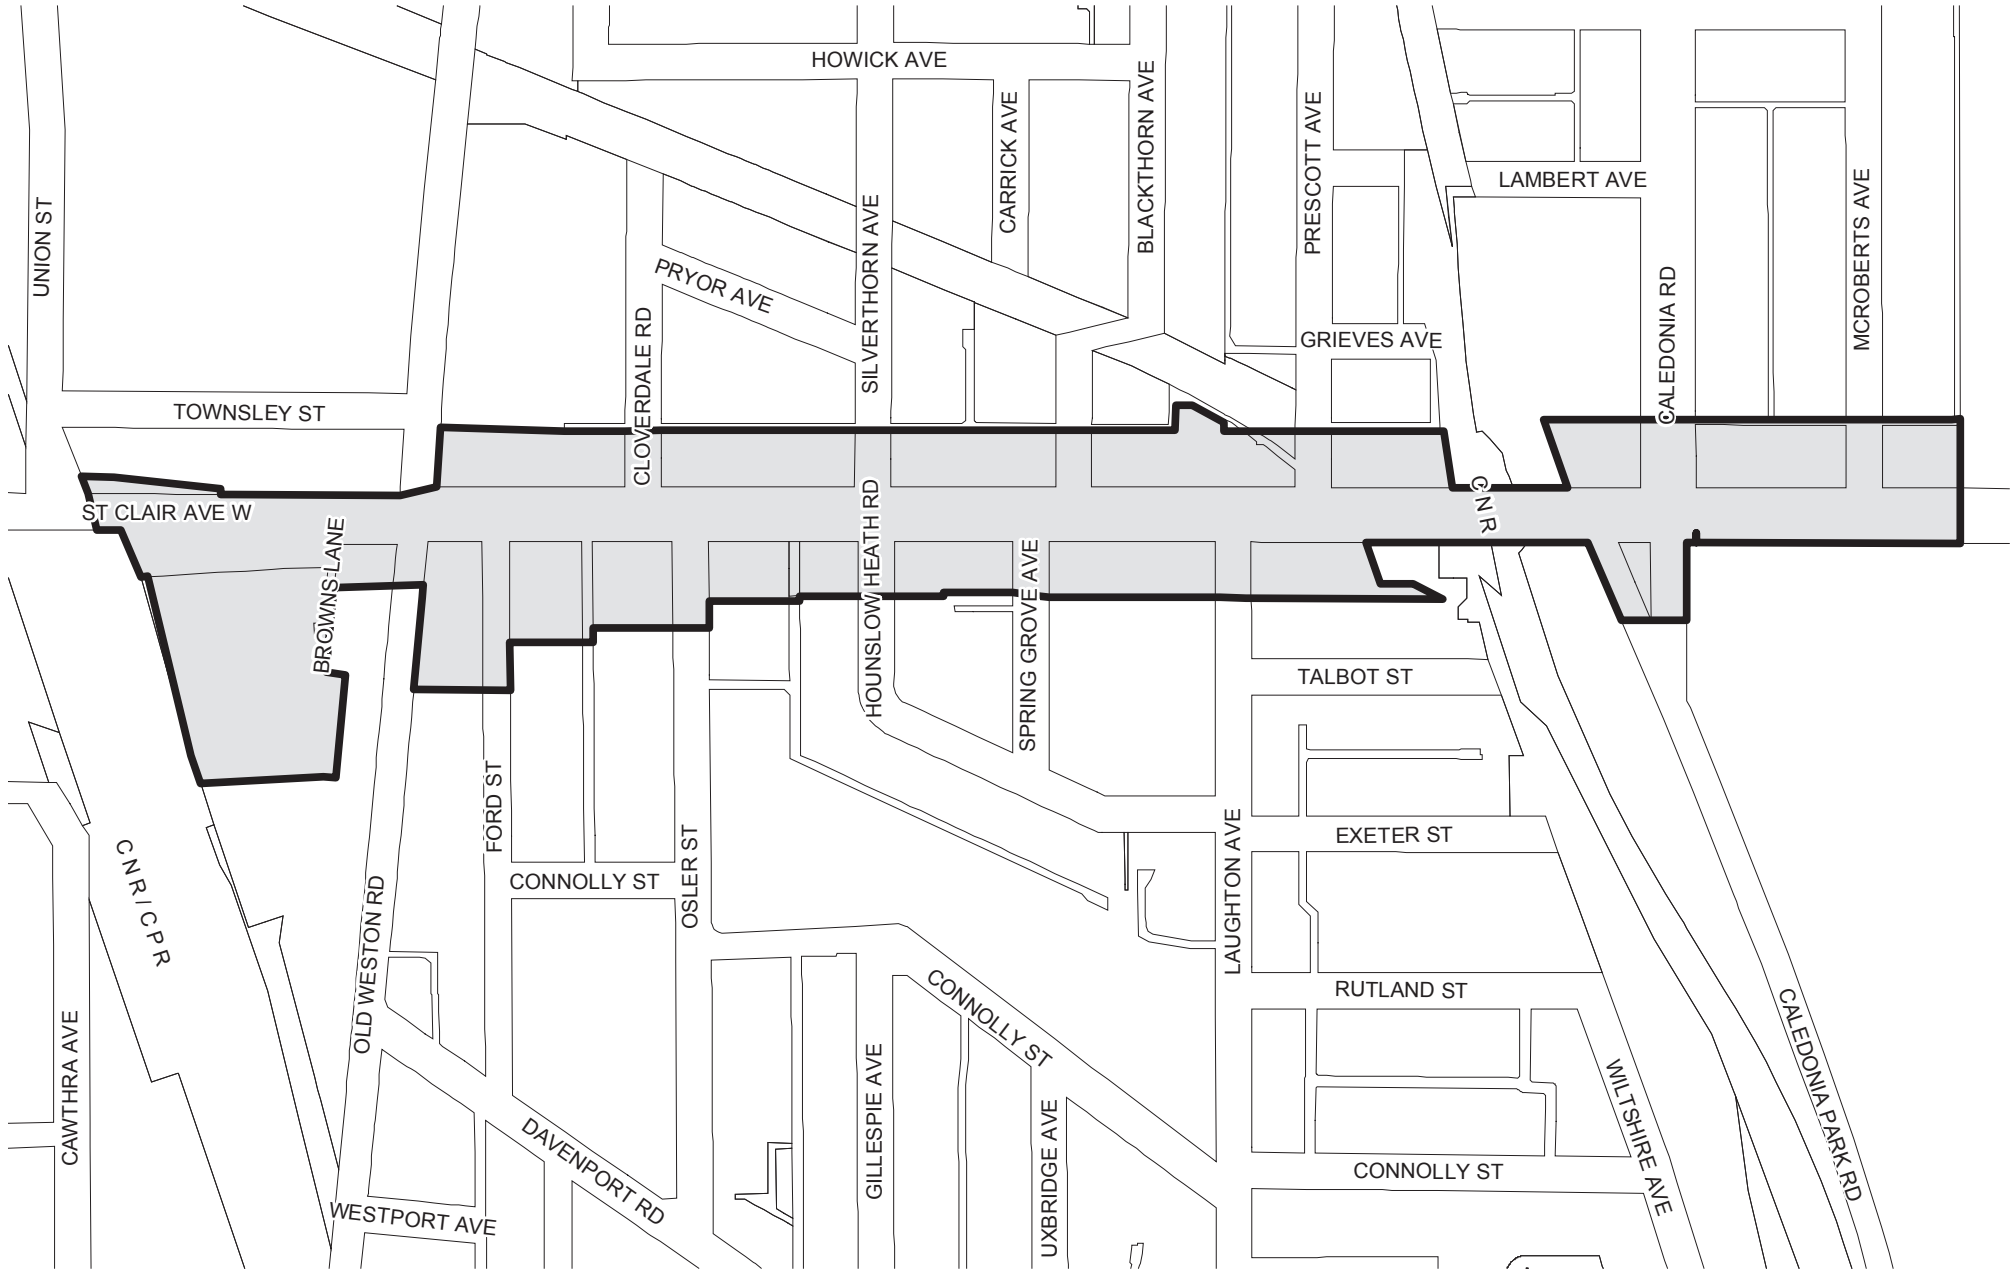 HOWICK AVE
UNION ST
CARRICK AVE
BLACKTHORN AVE
PRESCOTT AVE
LAMBERT AVE
MCROBERTS AVE
SILVERTHORN AVE
PRYOR AVE
CLOVERDALE RD
GRIEVES AVE
CALEDONIA RD
TOWNSLEY ST
ST CLAIR AVE W
CNR
BROWNS LANE
HOUNSLOW HEATH RD
SPRING GROVE AVE
TALBOT ST
FORD ST
EXETER ST
CNR/CPR
CONNOLLY ST
OSLER ST
LAUGHTON AVE
OLD WESTON RD
RUTLAND ST
CONNOLLY ST
CAWTHRA AVE
GILLESPIE AVE
UXBRIDGE AVE
DAVENPORT RD
WILTSHIRE AVE
CALEDONIA PARK RD
CONNOLLY ST
WESTPORT AVE